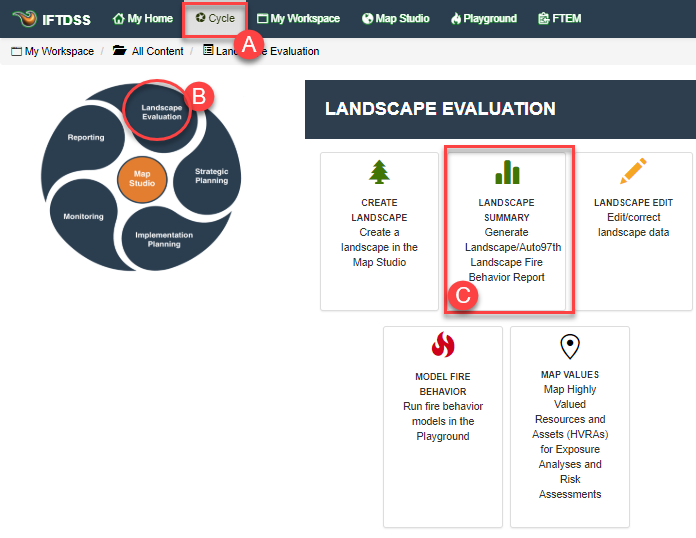 IFTDSS My Home Cycle My Workspace Map Studio Playground FTEM
A
My Workspace / All Content / Landscape Evaluation
B
Landscape
Evaluation
Reporting
Map
Studio
Strategic
Planning
Monitoring
Implementation
Planning
LANDSCAPE EVALUATION
CREATE
LANDSCAPE
Create a
landscape in the
Map Studio
LANDSCAPE
SUMMARY
Generate
Landscape/Auto97th
Landscape Fire
Behavior Report
C
LANDSCAPE EDIT
Edit/correct
landscape data
MODEL FIRE
BEHAVIOR
Run fire behavior
models in the
Playground
MAP VALUES
Map Highly
Valued
Resources and
Assets (HVRAs)
for Exposure
Analyses and
Risk
Assessments